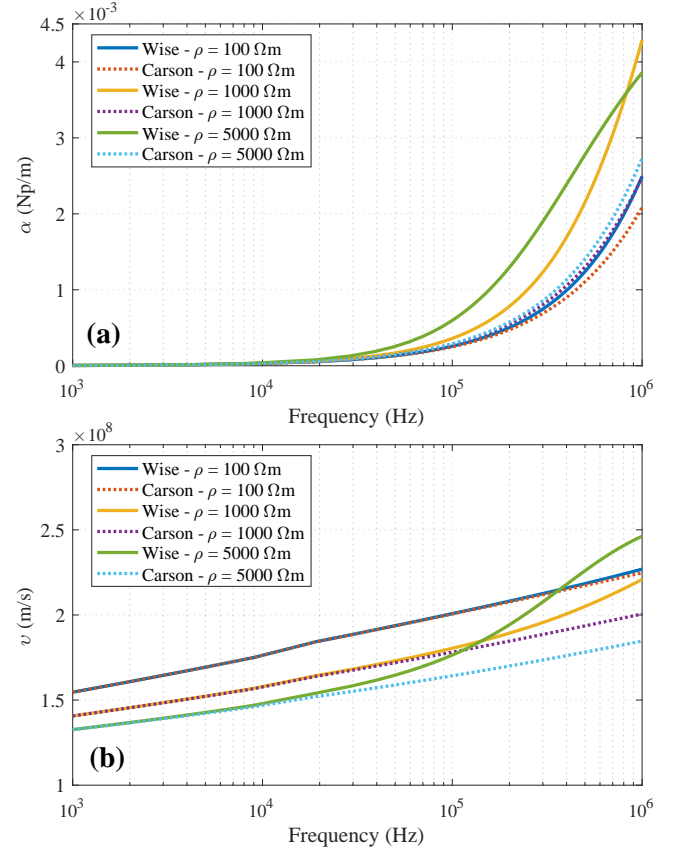 ×10⁻³
4.5
4
3
2
1
0
α (Np/m)
Wise - ρ = 100 Ωm
Carson - ρ = 100 Ωm
Wise - ρ = 1000 Ωm
Carson - ρ = 1000 Ωm
Wise - ρ = 5000 Ωm
Carson - ρ = 5000 Ωm
(a)
10³ 10⁴ 10⁵ 10⁶
Frequency (Hz)
×10⁸
3
2.5
2
1.5
1
υ (m/s)
Wise - ρ = 100 Ωm
Carson - ρ = 100 Ωm
Wise - ρ = 1000 Ωm
Carson - ρ = 1000 Ωm
Wise - ρ = 5000 Ωm
Carson - ρ = 5000 Ωm
(b)
10³ 10⁴ 10⁵ 10⁶
Frequency (Hz)